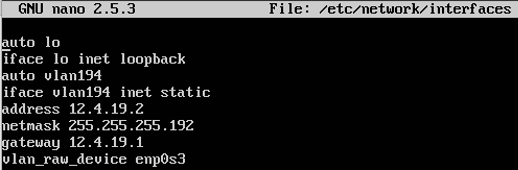 GNU nano 2.5.3 File: /etc/network/interfaces
auto lo
iface lo inet loopback
auto vlan194
iface vlan194 inet static
address 12.4.19.2
netmask 255.255.255.192
gateway 12.4.19.1
vlan_raw_device enp0s3